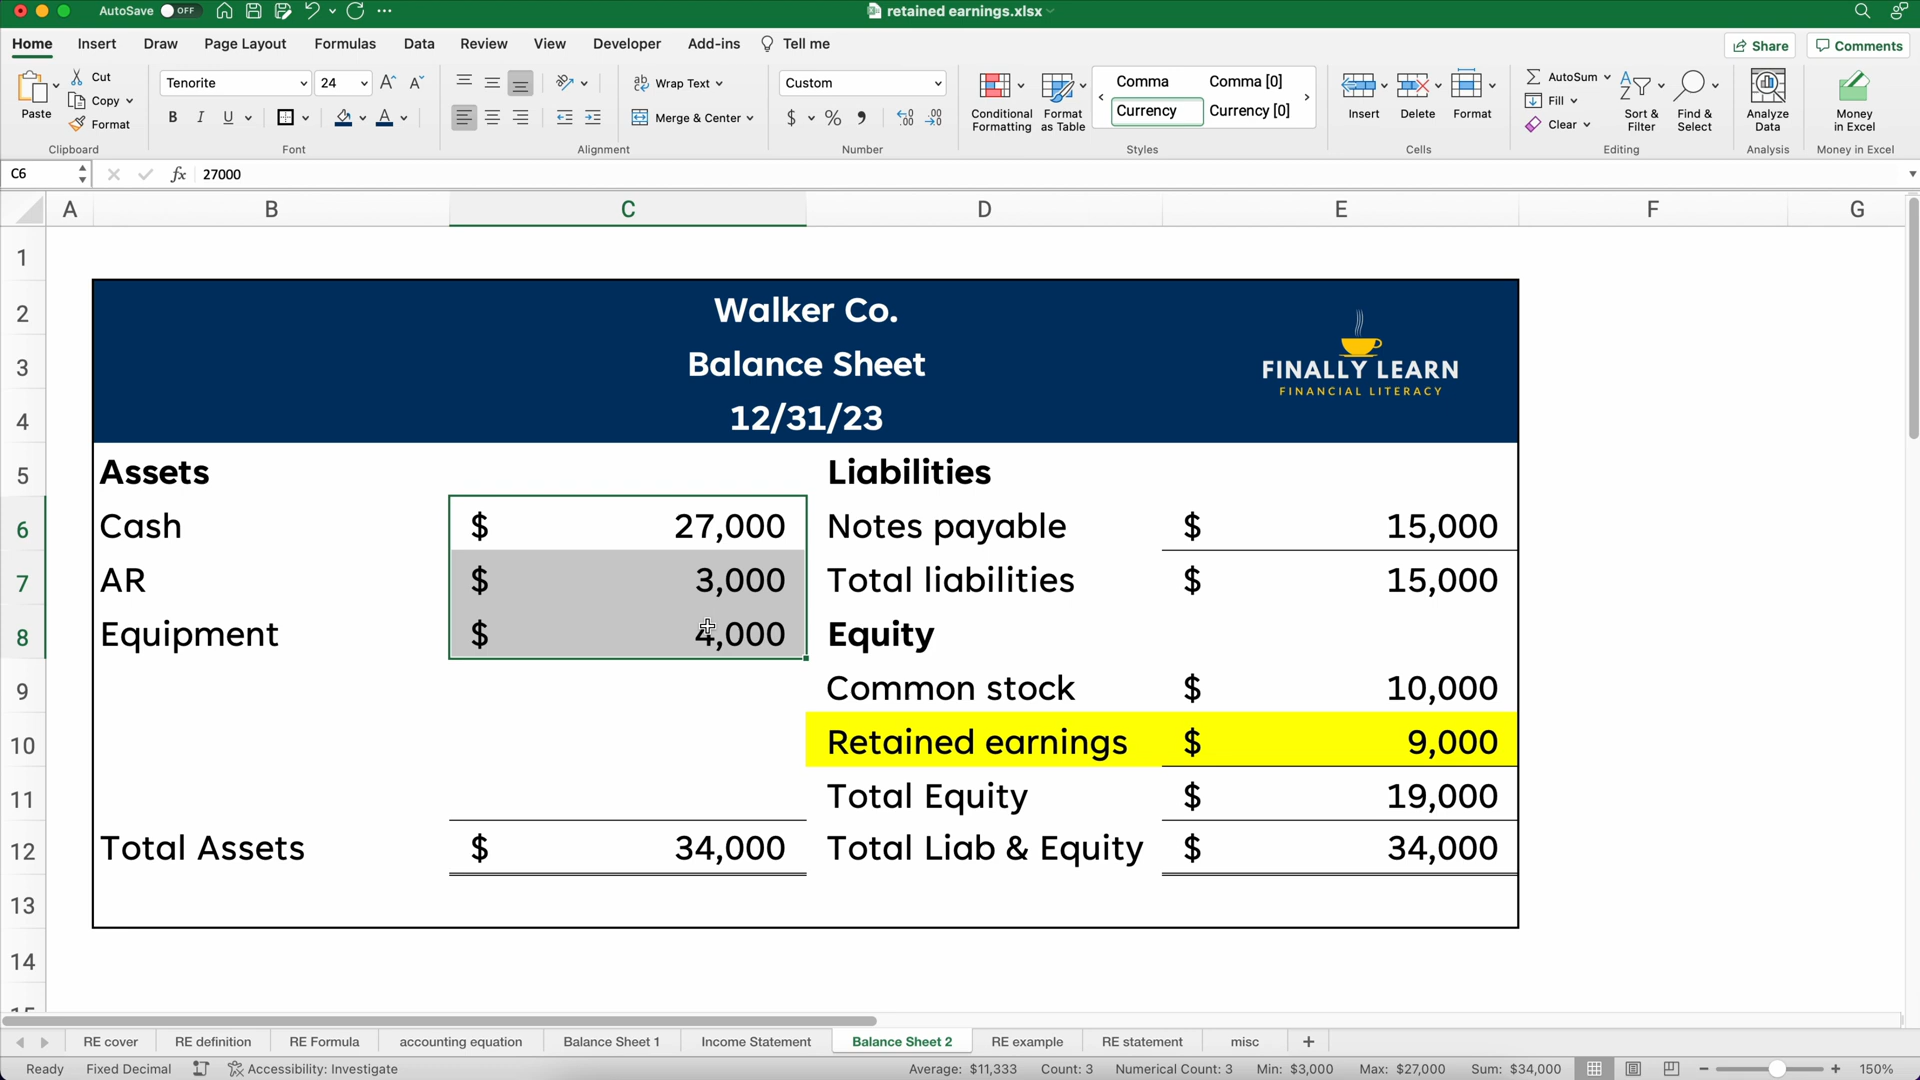 AutoSave OFF
retained earnings.xlsx
Home Insert Draw Page Layout Formulas Data Review View Developer Add-ins Tell me Share Comments
Paste Cut Copy Format
Clipboard
Tenorite 24 A A
B I U A
Font
Wrap Text
Merge & Center
Alignment
Custom
$ % 9 .00 .0
Number
Conditional Formatting
Format as Table
Comma Comma [0]
Currency Currency [0]
Styles
Insert Delete Format
Cells
AutoSum
Fill
Clear
Sort & Filter
Find & Select
Editing
Analyze Data
Analysis
Money in Excel
Money in Excel
C6 fx 27000
A B C D E F G
1
2 Walker Co.
3 Balance Sheet
4 12/31/23
FINALLY LEARN
FINANCIAL LITERACY
5 Assets Liabilities
6 Cash $ 27,000 Notes payable $ 15,000
7 AR $ 3,000 Total liabilities $ 15,000
8 Equipment $ 4,000 Equity
9 Common stock $ 10,000
10 Retained earnings $ 9,000
11 Total Equity $ 19,000
12 Total Assets $ 34,000 Total Liab & Equity $ 34,000
13
14
15
RE cover RE definition RE Formula accounting equation Balance Sheet 1 Income Statement Balance Sheet 2 RE example RE statement misc +
Ready Fixed Decimal Accessibility: Investigate Average: $11,333 Count: 3 Numerical Count: 3 Min: $3,000 Max: $27,000 Sum: $34,000 150%